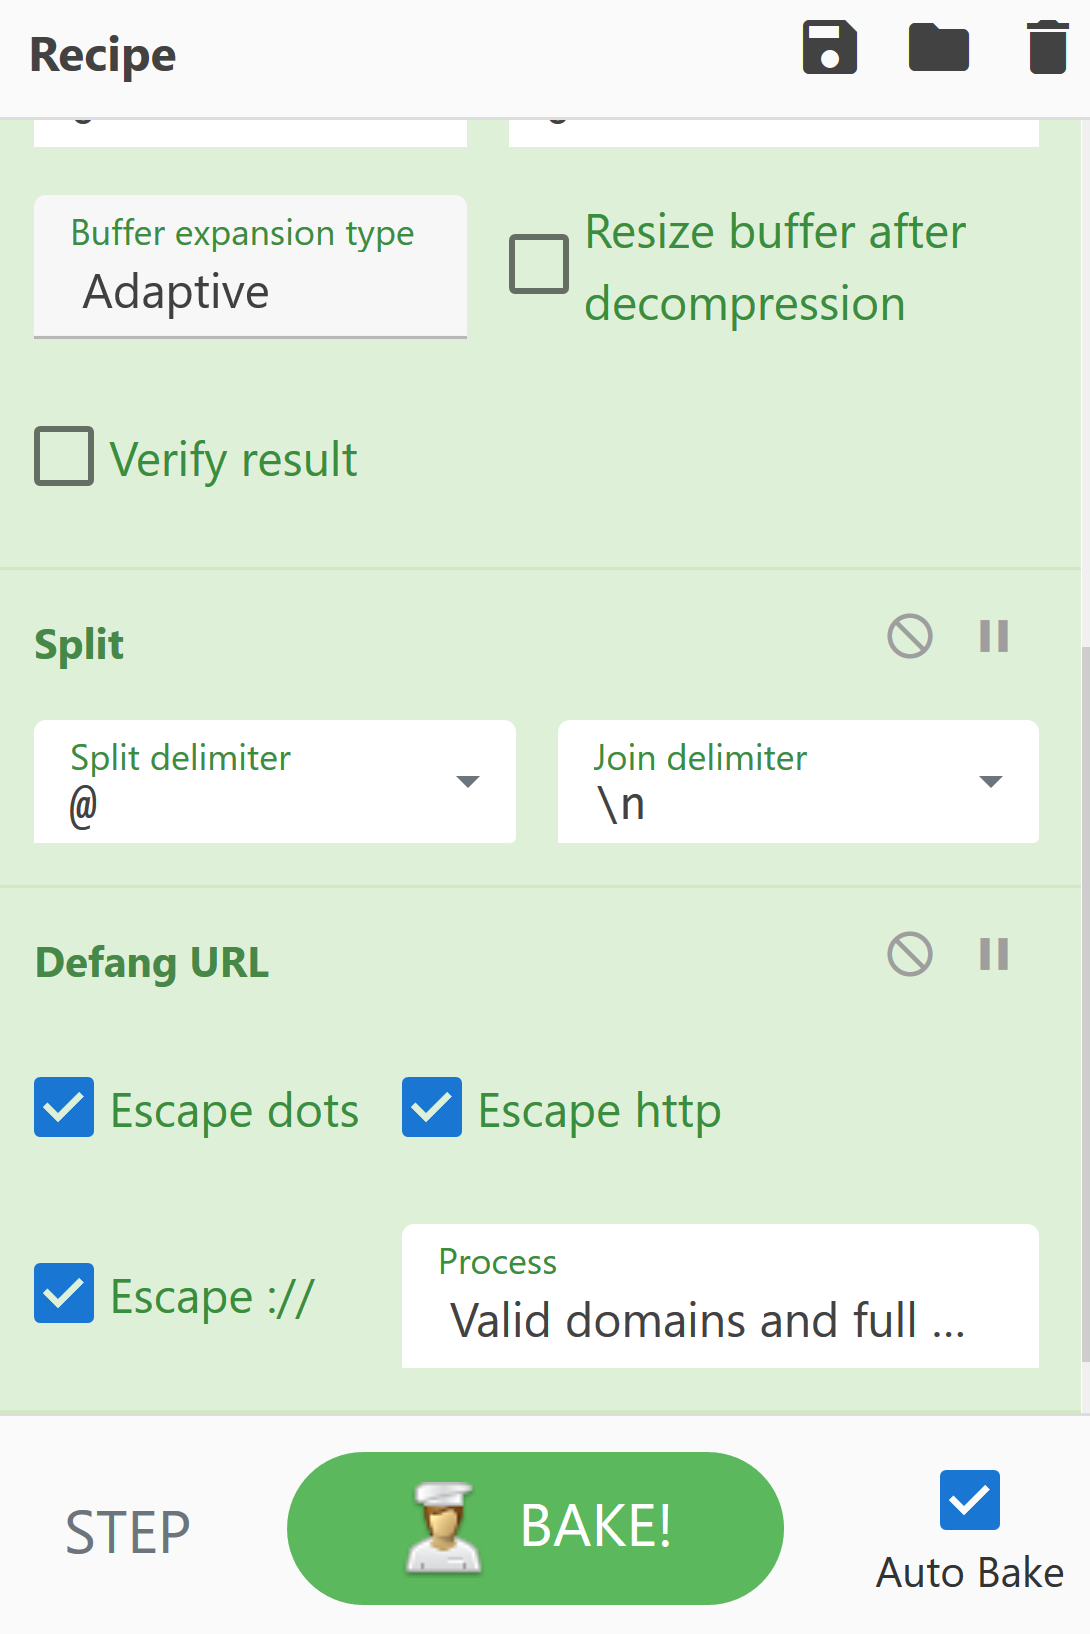 Recipe
Buffer expansion type
Adaptive
Resize buffer after
decompression
Verify result
Split
Split delimiter
@
Join delimiter
\n
Defang URL
Escape dots
Escape http
Escape ://
Process
Valid domains and full ...
STEP
BAKE!
Auto Bake